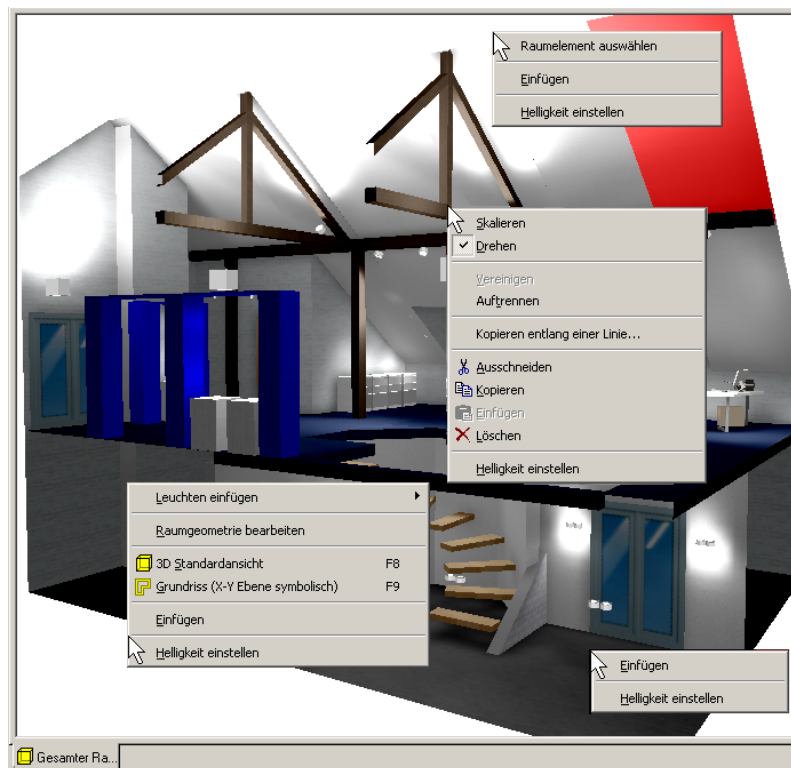 Raumelement auswählen
Einfügen
Helligkeit einstellen
Skalieren
Drehen
Vereinigen
Auftrennen
Kopieren entlang einer Linie...
Ausschneiden
Kopieren
Einfügen
Löschen
Helligkeit einstellen
Leuchten einfügen
Raumgeometrie bearbeiten
3D Standardansicht F8
Grundriss (X-Y Ebene symbolisch) F9
Einfügen
Helligkeit einstellen
Einfügen
Helligkeit einstellen
Gesamter Ra...